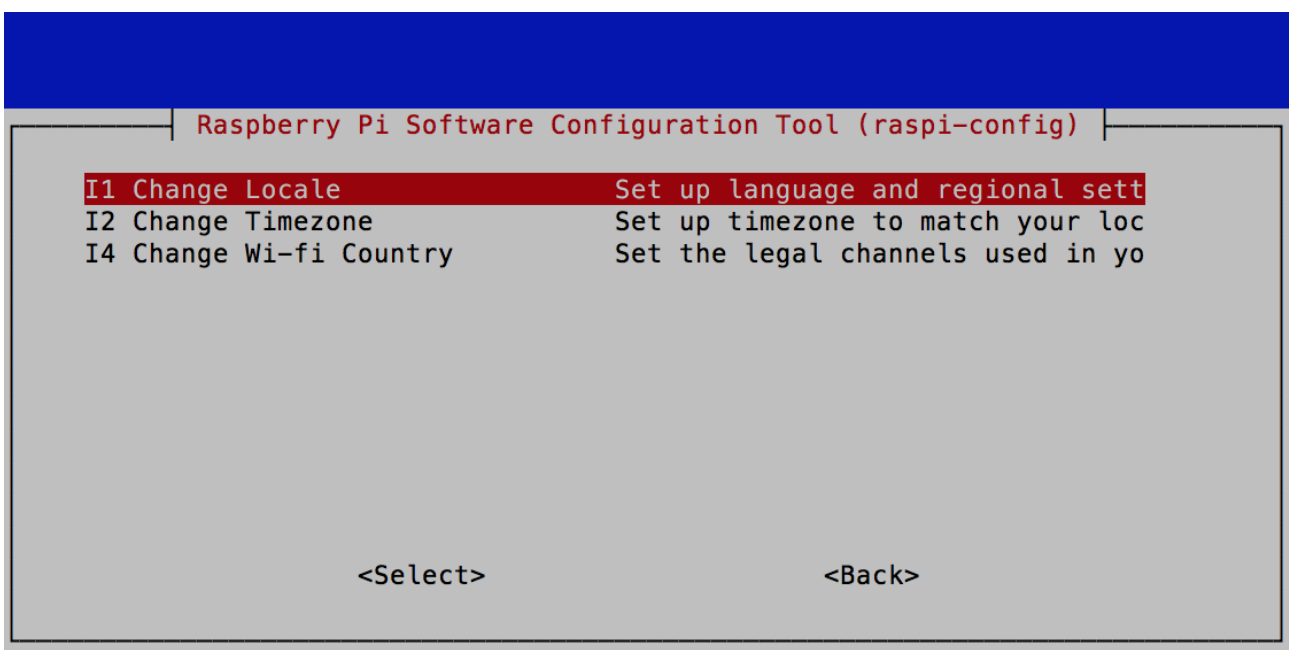 Raspberry Pi Software Configuration Tool (raspi-config)
I1 Change Locale Set up language and regional sett
I2 Change Timezone Set up timezone to match your loc
I4 Change Wi-fi Country Set the legal channels used in yo
<Select> <Back>